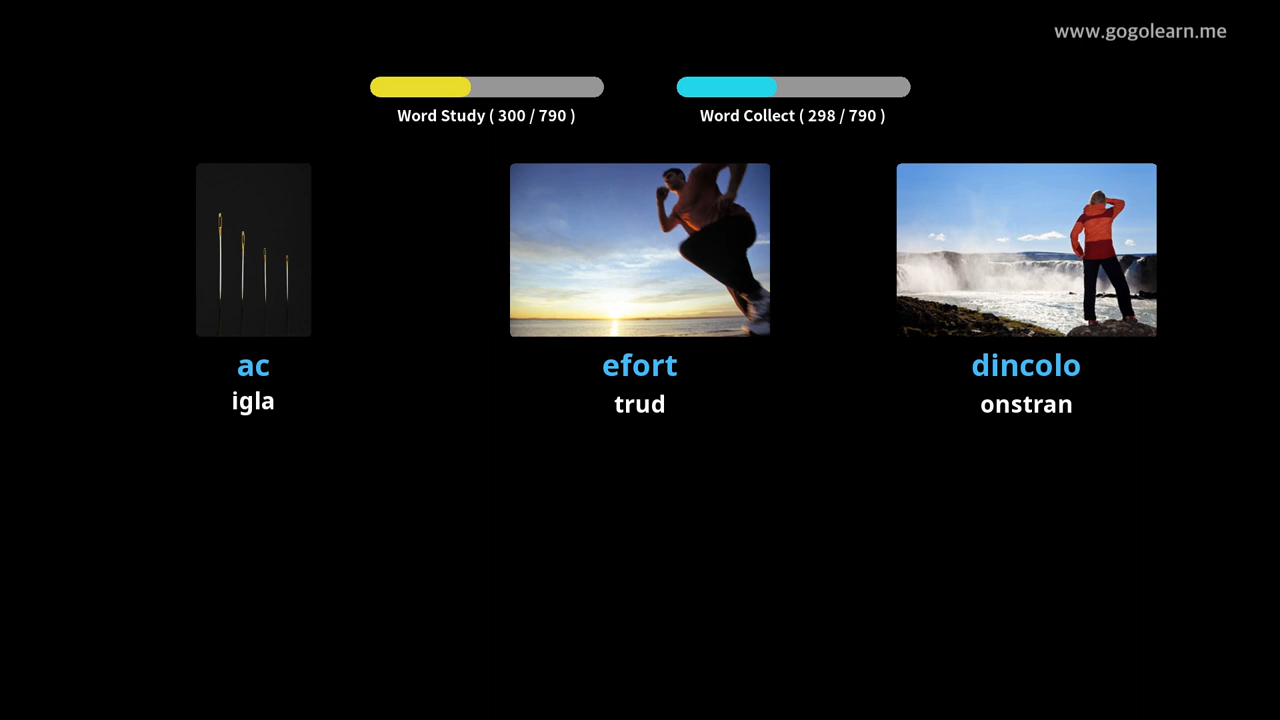 www.gogolearn.me
Word Study ( 300 / 790 )
Word Collect ( 298 / 790 )
ac
igla
efort
trud
dincolo
onstran